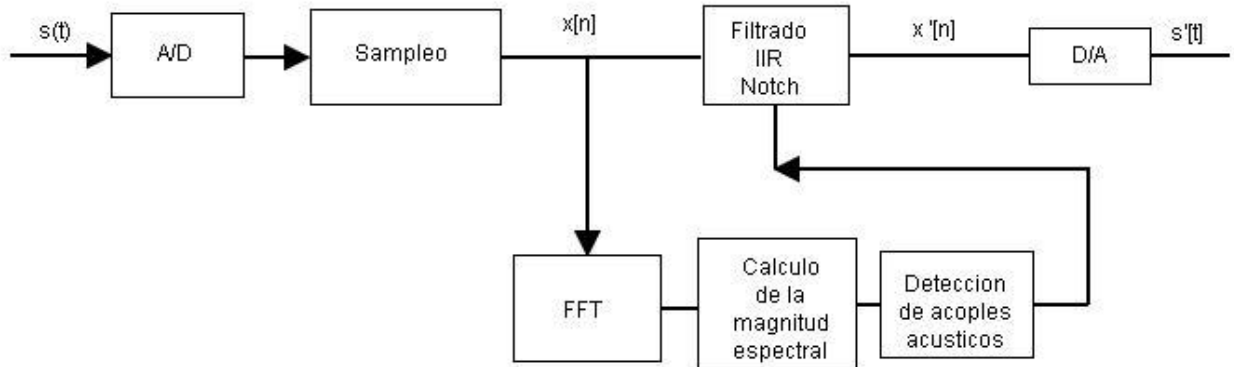 s(t)
A/D
Sampleo
x[n]
Filtrado
IIR
Notch
x '[n]
D/A
s'[t]
FFT
Calculo
de la
magnitud
espectral
Deteccion
de acoples
acusticos